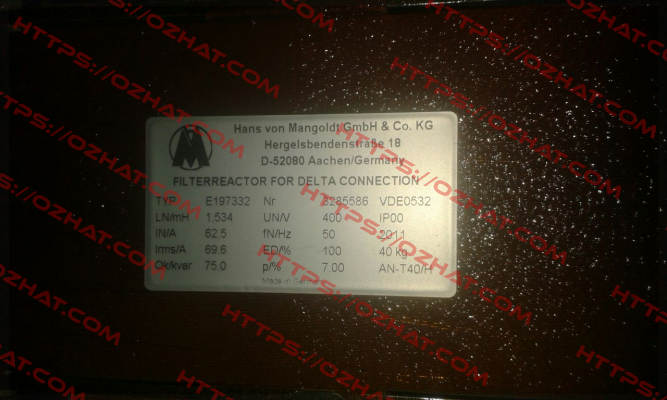 Hans von Mangoldt GmbH & Co. KG
Hergelsbendenstraße 18
D-52080 Aachen/Germany
FILTERREACTOR FOR DELTA CONNECTION
TYP E197332 Nr 3285586 VDE0532
LN/mH 1,534 UN/V 400 IP00
IN/A 62.5 fN/Hz 50 2011
Irms/A 69.6 ED/% 100 40 kg
Qk/kvar 75.0 p/% 7.00 AN-T40/H
Made in Germany
HTTPS://OZHAT.COM